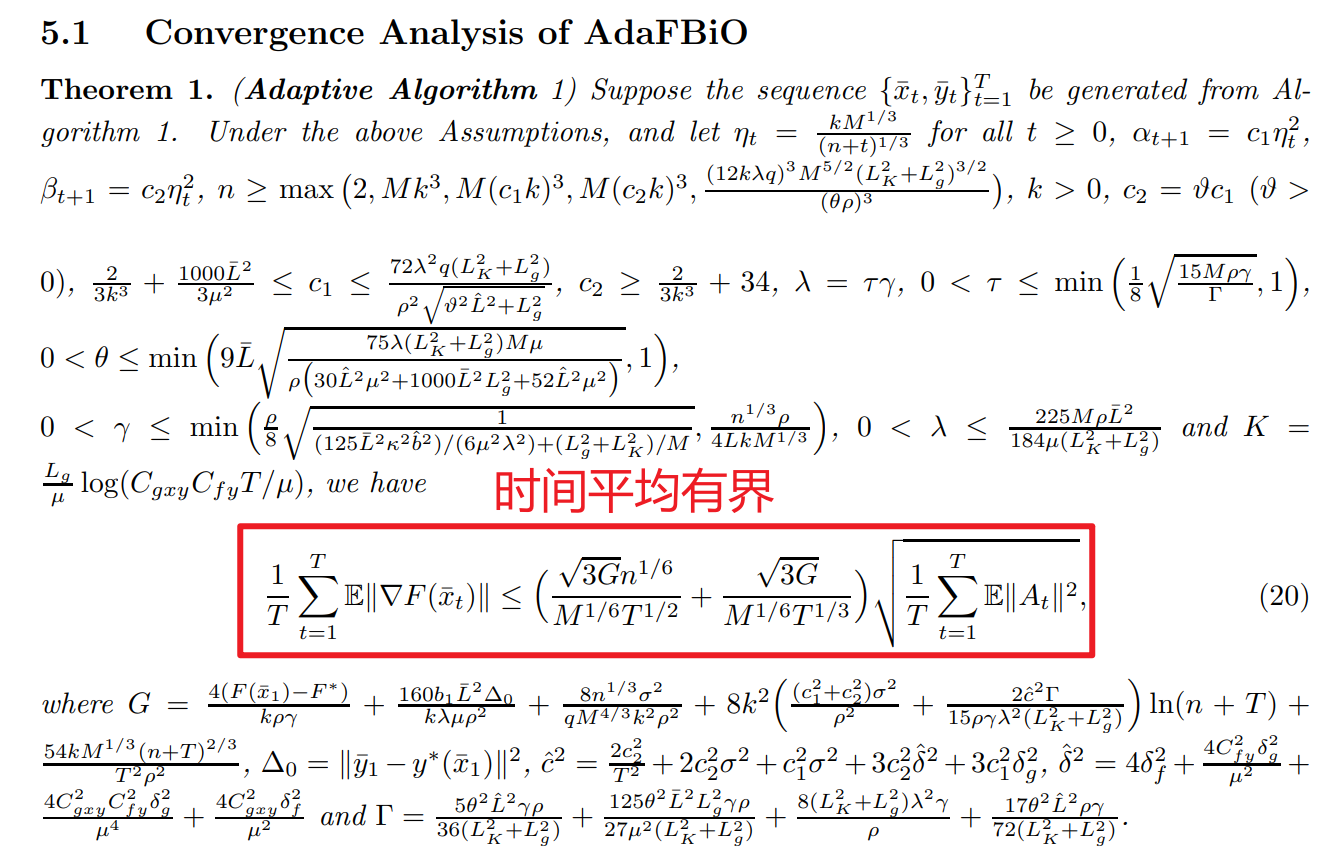 5.1 Convergence Analysis of AdaFBiO
Theorem 1. (Adaptive Algorithm 1) Suppose the sequence $\{\bar{x}_t, \bar{y}_t\}_{t=1}^T$ be generated from Al-
gorithm 1. Under the above Assumptions, and let $\eta_t = \frac{kM^{1/3}}{(n+t)^{1/3}}$ for all $t \geq 0$, $\alpha_{t+1} = c_1\eta_t^2$,
$\beta_{t+1} = c_2\eta_t^2$, $n \geq \max\left(2, Mk^3, M(c_1k)^3, M(c_2k)^3, \frac{(12k\lambda q)^3M^{5/2}(L_K^2+L_g^2)^{3/2}}{(\theta\rho)^3}\right)$, $k > 0$, $c_2 = \vartheta c_1$ $(\vartheta >$
$0)$, $\frac{2}{3k^3} + \frac{1000\bar{L}^2}{3\mu^2} \leq c_1 \leq \frac{72\lambda^2q(L_K^2+L_g^2)}{\rho^2\sqrt{\vartheta^2\hat{L}^2+L_g^2}}$, $c_2 \geq \frac{2}{3k^3} + 34$, $\lambda = \tau\gamma$, $0 < \tau \leq \min\left(\frac{1}{8}\sqrt{\frac{15M\rho\gamma}{\Gamma}}, 1\right)$,
$0 < \theta \leq \min\left(9\bar{L}\sqrt{\frac{75\lambda(L_K^2+L_g^2)M\mu}{\rho\left(30\hat{L}^2\mu^2+1000\bar{L}^2L_g^2+52\hat{L}^2\mu^2\right)}}, 1\right)$,
$0 < \gamma \leq \min\left(\frac{\rho}{8}\sqrt{\frac{1}{(125\bar{L}^2\kappa^2\hat{b}^2)/(6\mu^2\lambda^2)+(L_g^2+L_K^2)/M}}, \frac{n^{1/3}\rho}{4LkM^{1/3}}\right)$, $0 < \lambda \leq \frac{225M\rho\bar{L}^2}{184\mu(L_K^2+L_g^2)}$ and $K =$
$\frac{L_g}{\mu}\log(C_{gxy}C_{fy}T/\mu)$, we have
时间平均有界
$\frac{1}{T}\sum_{t=1}^T \mathbb{E}\|\nabla F(\bar{x}_t)\| \leq \left(\frac{\sqrt{3G}n^{1/6}}{M^{1/6}T^{1/2}} + \frac{\sqrt{3G}}{M^{1/6}T^{1/3}}\right)\sqrt{\frac{1}{T}\sum_{t=1}^T \mathbb{E}\|A_t\|^2}$, (20)
where $G = \frac{4(F(\bar{x}_1)-F^*)}{k\rho\gamma} + \frac{160b_1\bar{L}^2\Delta_0}{k\lambda\mu\rho^2} + \frac{8n^{1/3}\sigma^2}{qM^{4/3}k^2\rho^2} + 8k^2\left(\frac{(c_1^2+c_2^2)\sigma^2}{\rho^2} + \frac{2\hat{c}^2\Gamma}{15\rho\gamma\lambda^2(L_K^2+L_g^2)}\right)\ln(n+T) +$
$\frac{54kM^{1/3}(n+T)^{2/3}}{T^2\rho^2}$, $\Delta_0 = \|\bar{y}_1 - y^*(\bar{x}_1)\|^2$, $\hat{c}^2 = \frac{2c_2^2}{T^2} + 2c_2^2\sigma^2 + c_1^2\sigma^2 + 3c_2^2\hat{\delta}^2 + 3c_1^2\delta_g^2$, $\hat{\delta}^2 = 4\delta_f^2 + \frac{4C_{fy}^2\delta_g^2}{\mu^2} +$
$\frac{4C_{gxy}^2C_{fy}^2\delta_g^2}{\mu^4} + \frac{4C_{gxy}^2\delta_f^2}{\mu^2}$ and $\Gamma = \frac{5\theta^2\hat{L}^2\gamma\rho}{36(L_K^2+L_g^2)} + \frac{125\theta^2\bar{L}^2L_g^2\gamma\rho}{27\mu^2(L_K^2+L_g^2)} + \frac{8(L_K^2+L_g^2)\lambda^2\gamma}{\rho} + \frac{17\theta^2\hat{L}^2\rho\gamma}{72(L_K^2+L_g^2)}$.